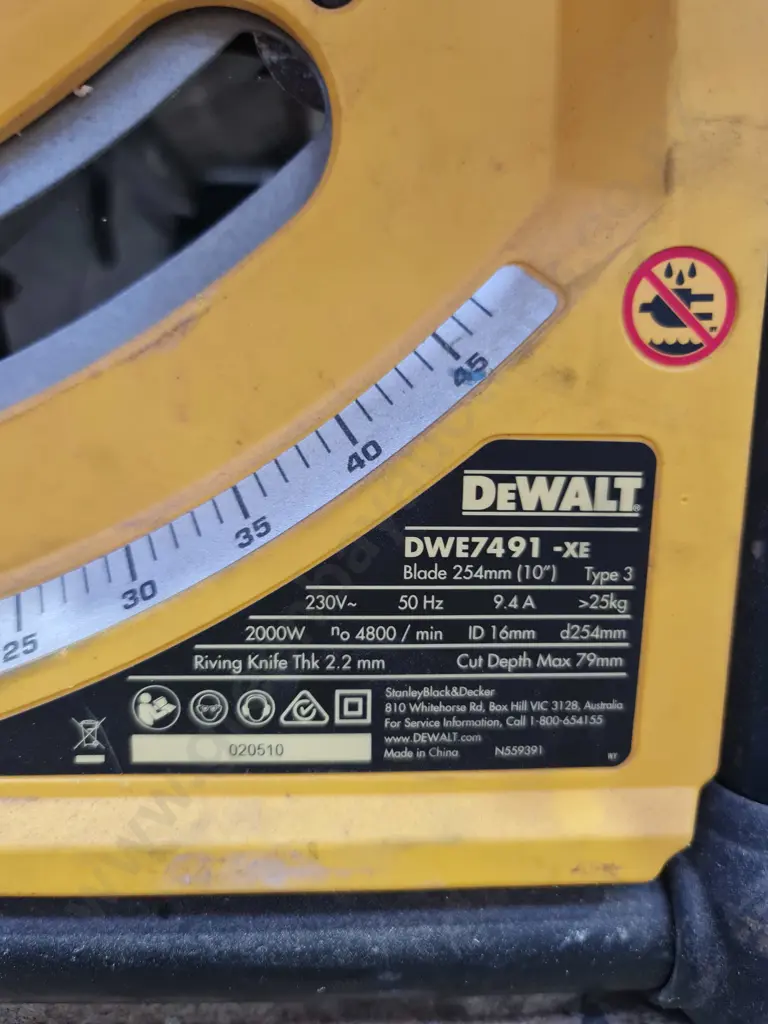 45
40
35
30
25
DEWALT
DWE7491 -XE
Blade 254mm (10") Type 3
230V~ 50 Hz 9.4 A >25kg
2000W no 4800 / min ID 16mm d254mm
Riving Knife Thk 2.2 mm Cut Depth Max 79mm
StanleyBlack&Decker
810 Whitehorse Rd, Box Hill VIC 3128, Australia
For Service Information, Call 1-800-654155
www.DEWALT.com
Made in China N559391
020510